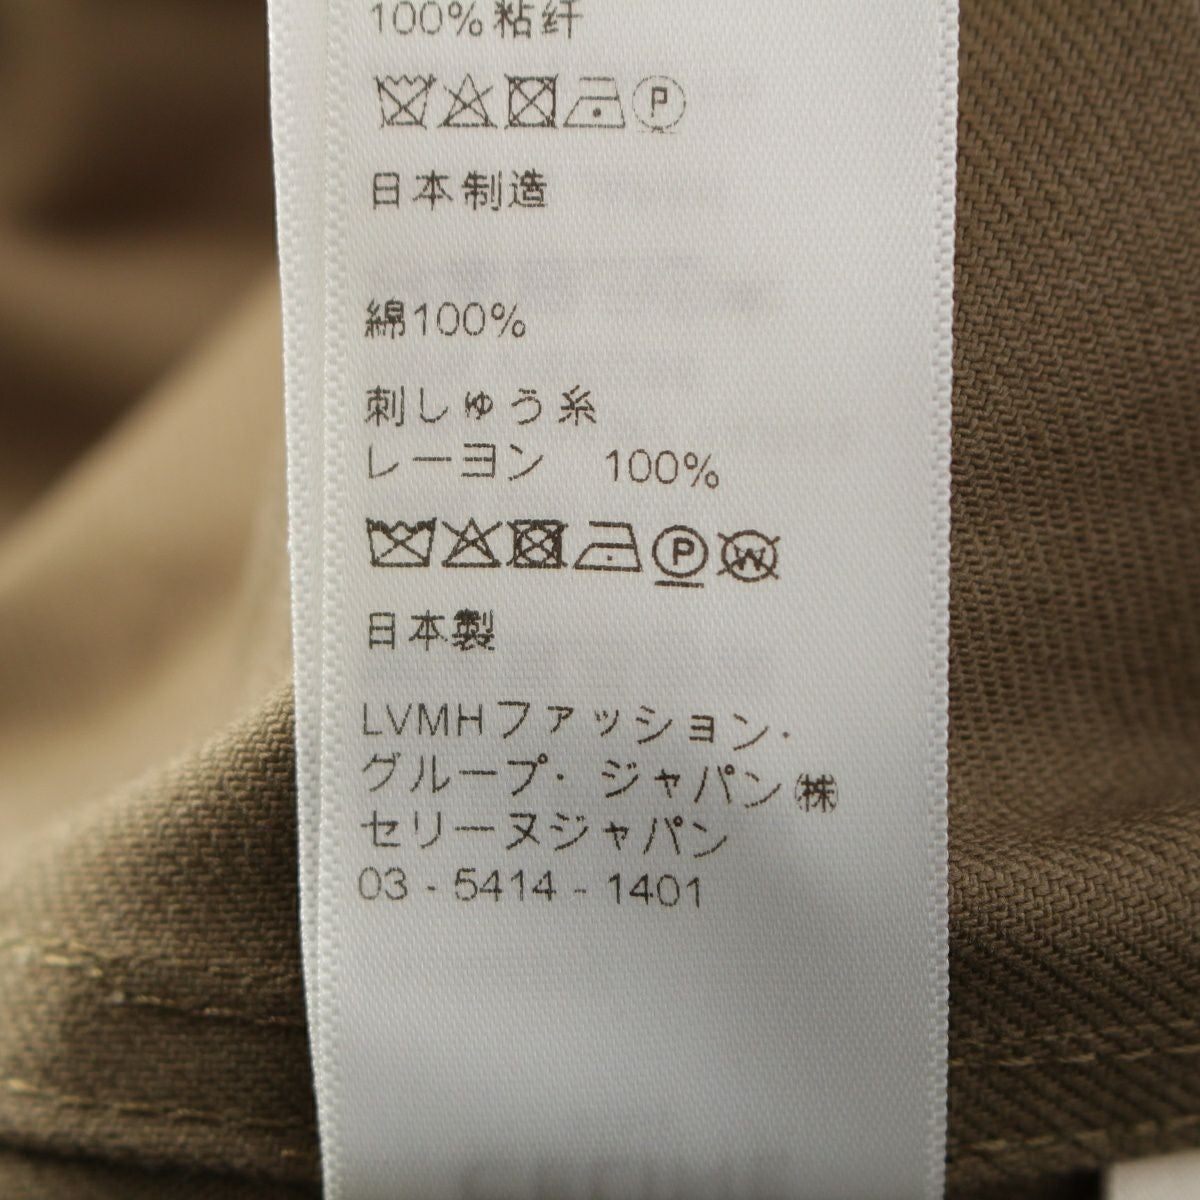 100%粘纤
P
日本制造
綿100%
刺しゅう糸
レーヨン 100%
P W
日本製
LVMHファッション・
グループ・ジャパン㈱
セリーヌジャパン
03-5414-1401